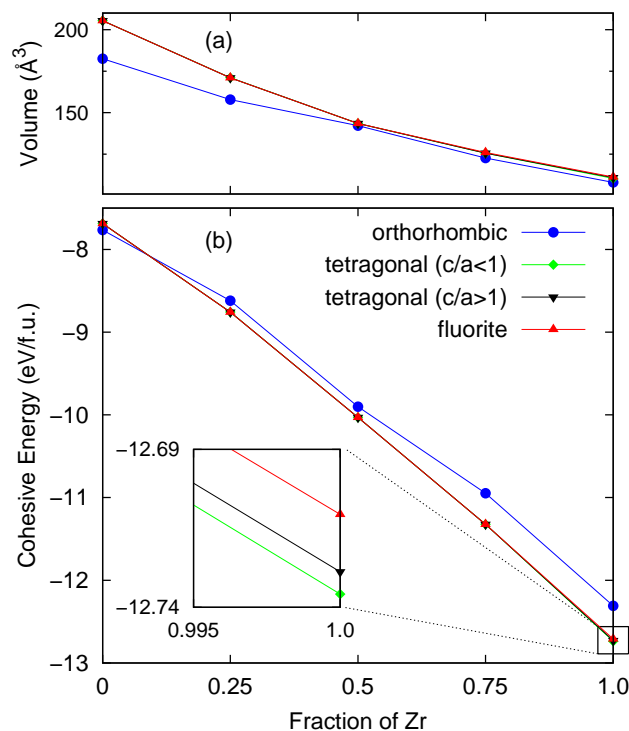 (a)
200
150
Volume (Å³)
(b)
orthorhombic
tetragonal (c/a<1)
tetragonal (c/a>1)
fluorite
−8
−9
−10
−11
−12
−13
Cohesive Energy (eV/f.u.)
−12.69
−12.74
0.995
1.0
0
0.25
0.5
0.75
1.0
Fraction of Zr